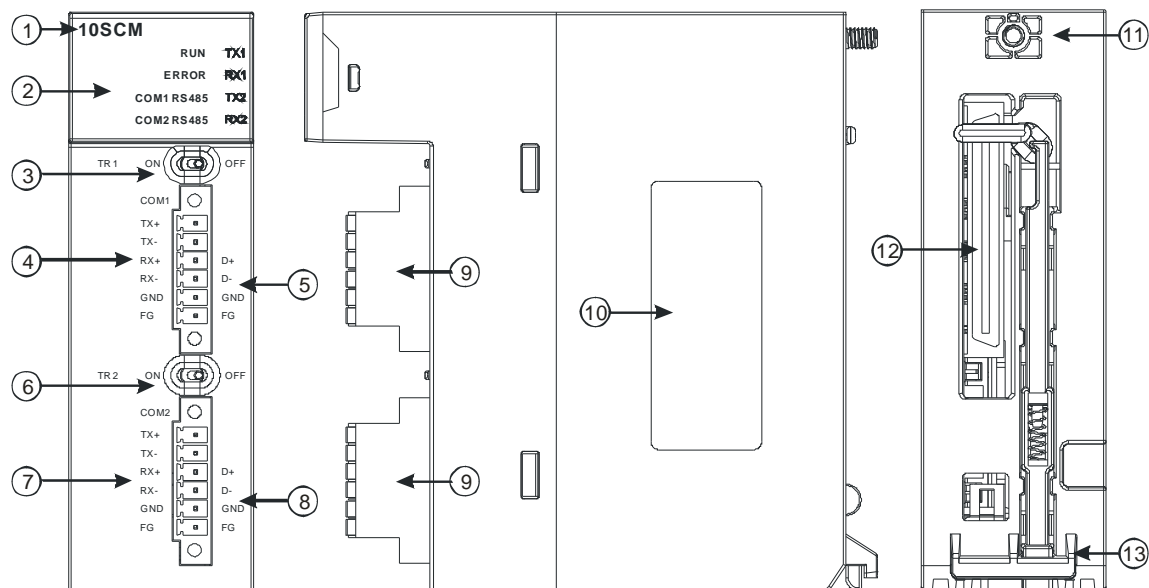 1
10SCM
RUN TX1
ERROR RX1
2
COM1 RS485 TX2
COM2 RS485 RX2
TR1 ON OFF
3
COM1
TX+
TX-
4
RX+ D+
RX- D-
5
GND GND
FG FG
TR2 ON OFF
6
COM2
TX+
TX-
RX+ D+
7
RX- D-
8
GND GND
FG FG
9
9
10
11
12
13